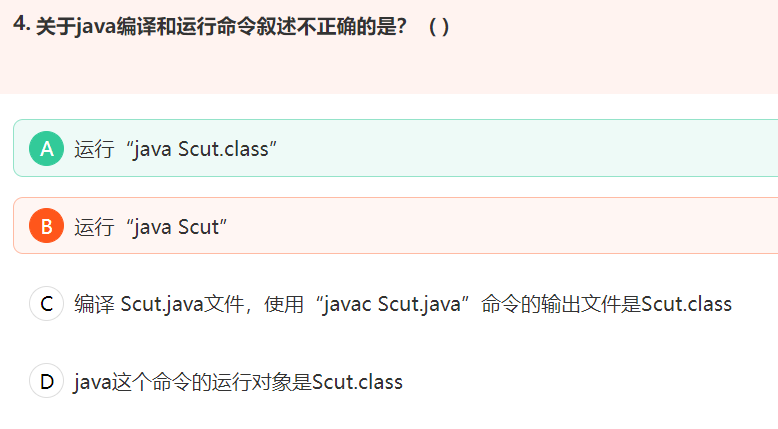 4. 关于java编译和运行命令叙述不正确的是？ （ ）
A 运行“java Scut.class”
B 运行“java Scut”
C 编译 Scut.java文件，使用“javac Scut.java”命令的输出文件是Scut.class
D java这个命令的运行对象是Scut.class